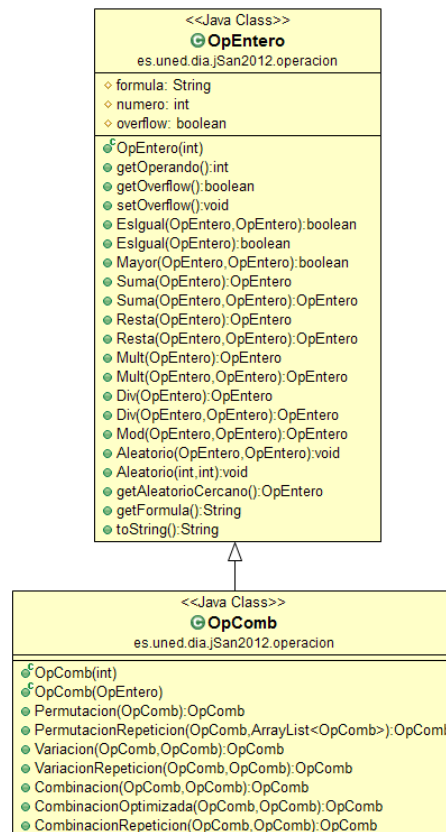 <<Java Class>>
OpEntero
es.uned.dia.jSan2012.operacion
formula: String
numero: int
overflow: boolean
OpEntero(int)
getOperando():int
getOverflow():boolean
setOverflow():void
EsIgual(OpEntero,OpEntero):boolean
EsIgual(OpEntero):boolean
Mayor(OpEntero,OpEntero):boolean
Suma(OpEntero):OpEntero
Suma(OpEntero,OpEntero):OpEntero
Resta(OpEntero):OpEntero
Resta(OpEntero,OpEntero):OpEntero
Mult(OpEntero):OpEntero
Mult(OpEntero,OpEntero):OpEntero
Div(OpEntero):OpEntero
Div(OpEntero,OpEntero):OpEntero
Mod(OpEntero,OpEntero):OpEntero
Aleatorio(OpEntero,OpEntero):void
Aleatorio(int,int):void
getAleatorioCercano():OpEntero
getFormula():String
toString():String
<<Java Class>>
OpComb
es.uned.dia.jSan2012.operacion
OpComb(int)
OpComb(OpEntero)
Permutacion(OpComb):OpComb
PermutacionRepeticion(OpComb,ArrayList<OpComb>):OpComb
Variacion(OpComb,OpComb):OpComb
VariacionRepeticion(OpComb,OpComb):OpComb
Combinacion(OpComb,OpComb):OpComb
CombinacionOptimizada(OpComb,OpComb):OpComb
CombinacionRepeticion(OpComb,OpComb):OpComb